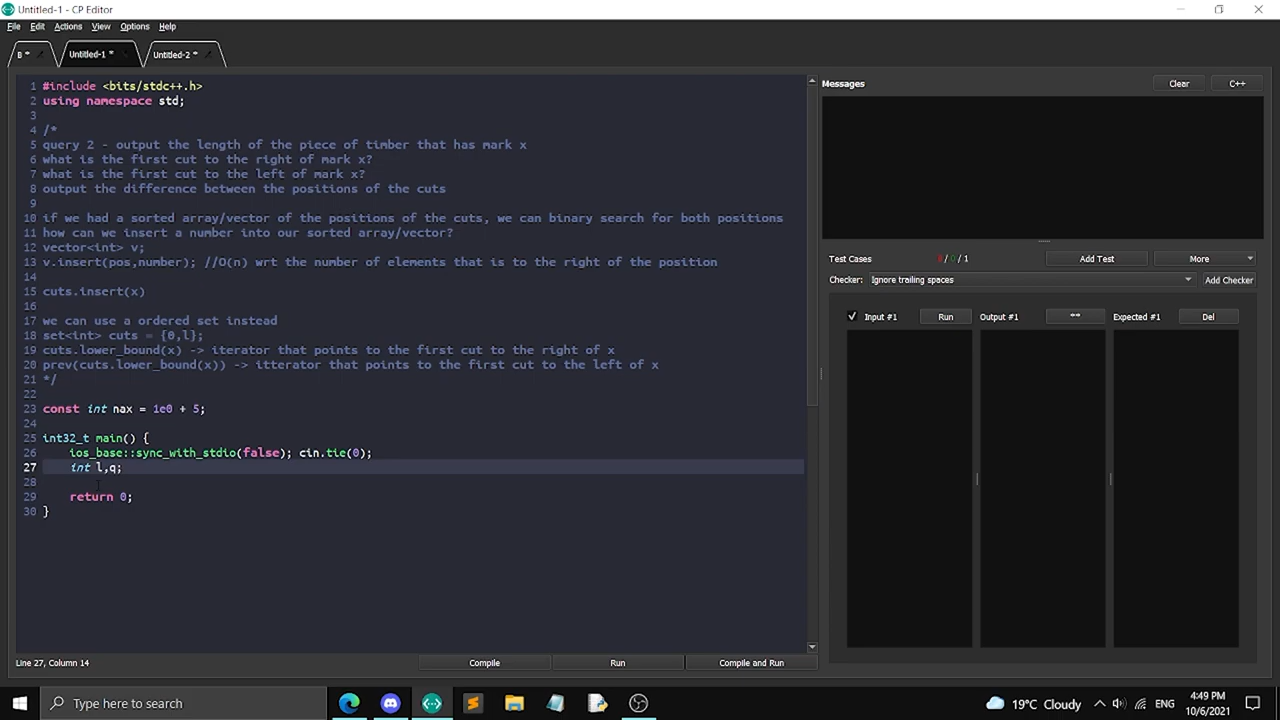 Untitled-1 - CP Editor
File Edit Actions View Options Help
B * Untitled-1 * Untitled-2 *
1 #include <bits/stdc++.h>
2 using namespace std;
3
4 /*
5 query 2 - output the length of the piece of timber that has mark x
6 what is the first cut to the right of mark x?
7 what is the first cut to the left of mark x?
8 output the difference between the positions of the cuts
9
10 if we had a sorted array/vector of the positions of the cuts, we can binary search for both positions
11 how can we insert a number into our sorted array/vector?
12 vector<int> v;
13 v.insert(pos,number); //O(n) wrt the number of elements that is to the right of the position
14
15 cuts.insert(x)
16
17 we can use a ordered set instead
18 set<int> cuts = {0,l};
19 cuts.lower_bound(x) -> iterator that points to the first cut to the right of x
20 prev(cuts.lower_bound(x)) -> itterator that points to the first cut to the left of x
21 */
22
23 const int nax = 1e0 + 5;
24
25 int32_t main() {
26 ios_base::sync_with_stdio(false); cin.tie(0);
27 int l,q;
28
29 return 0;
30 }
Line 27, Column 14
Compile Run Compile and Run
Messages Clear C++
Test Cases 0 / 0 / 1 Add Test More
Checker: Ignore trailing spaces Add Checker
Input #1 Run Output #1 ** Expected #1 Del
Type here to search
19°C Cloudy ENG
4:49 PM
10/6/2021